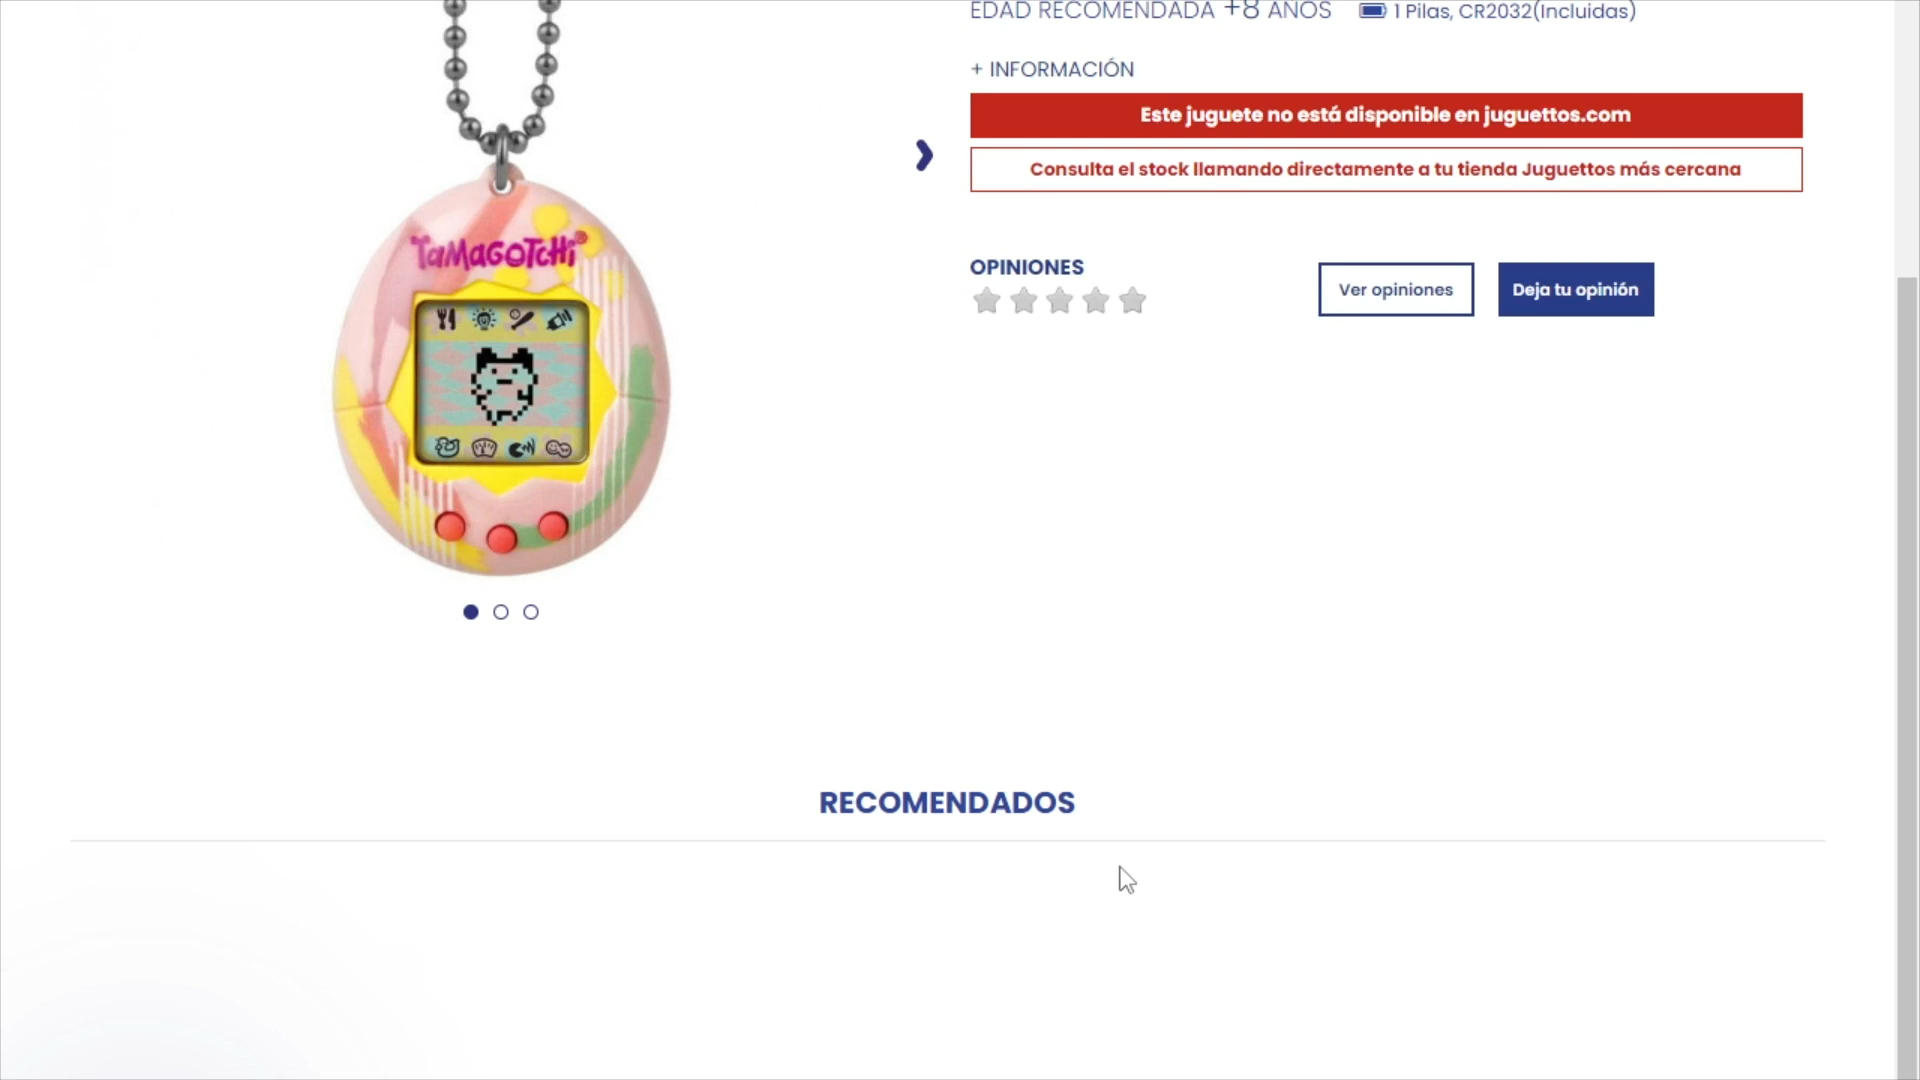 EDAD RECOMENDADA +8 AÑOS
1 Pilas, CR2032(Incluidas)
+ INFORMACIÓN
Este juguete no está disponible en juguettos.com
Consulta el stock llamando directamente a tu tienda Juguettos más cercana
TaMaGoTcHi
OPINIONES
Ver opiniones
Deja tu opinión
RECOMENDADOS